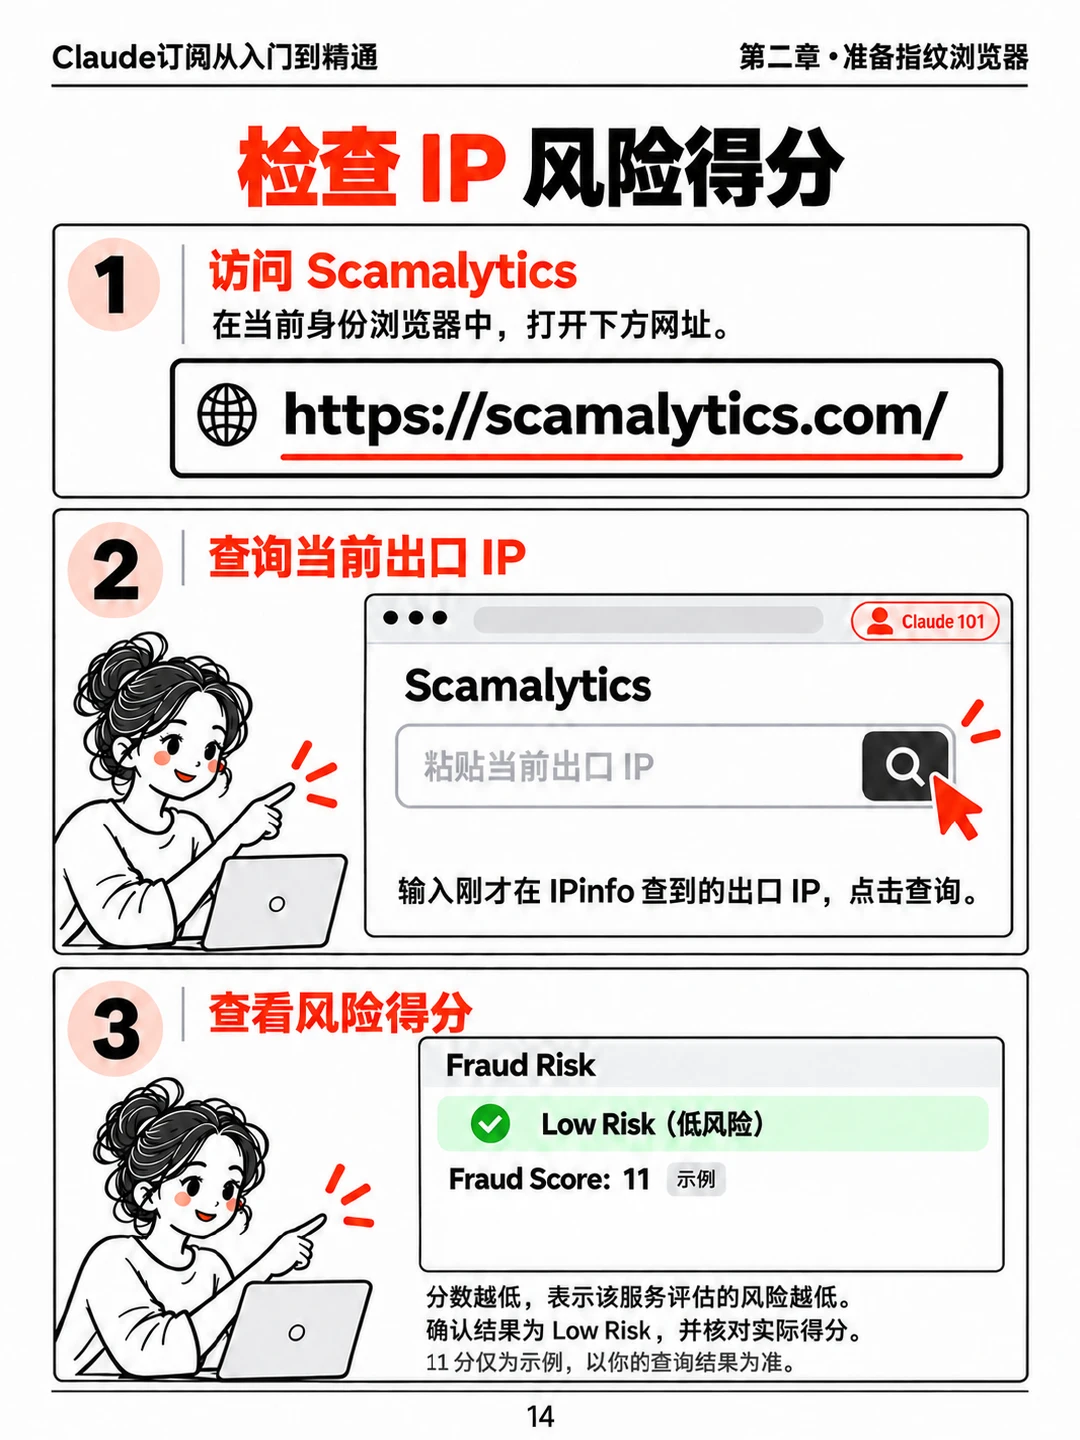 Claude订阅从入门到精通
第二章·准备指纹浏览器
检查 IP 风险得分
1
访问 Scamalytics
在当前身份浏览器中，打开下方网址。
https://scamalytics.com/
2
查询当前出口 IP
Claude 101
Scamalytics
粘贴当前出口 IP
输入刚才在 IPinfo 查到的出口 IP，点击查询。
3
查看风险得分
Fraud Risk
Low Risk（低风险）
Fraud Score: 11 示例
分数越低，表示该服务评估的风险越低。
确认结果为 Low Risk，并核对实际得分。
11 分仅为示例，以你的查询结果为准。
14